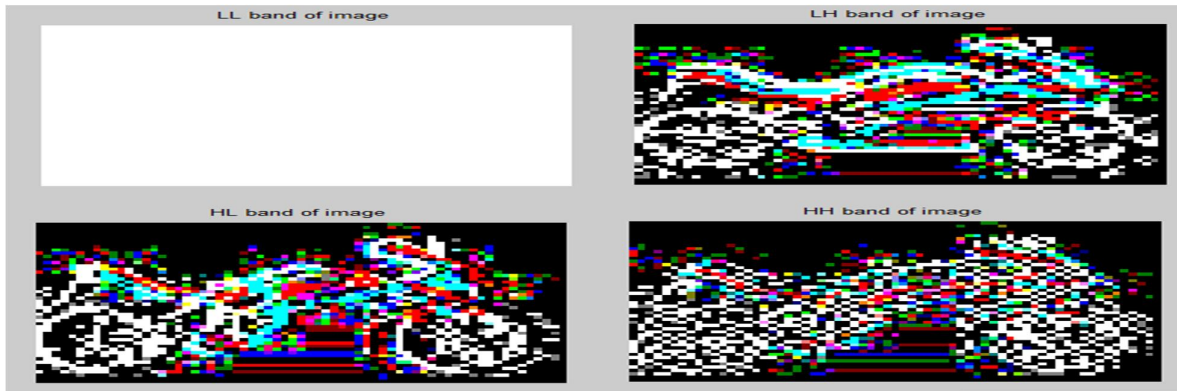 LL band of image
LH band of image
HL band of image
HH band of image